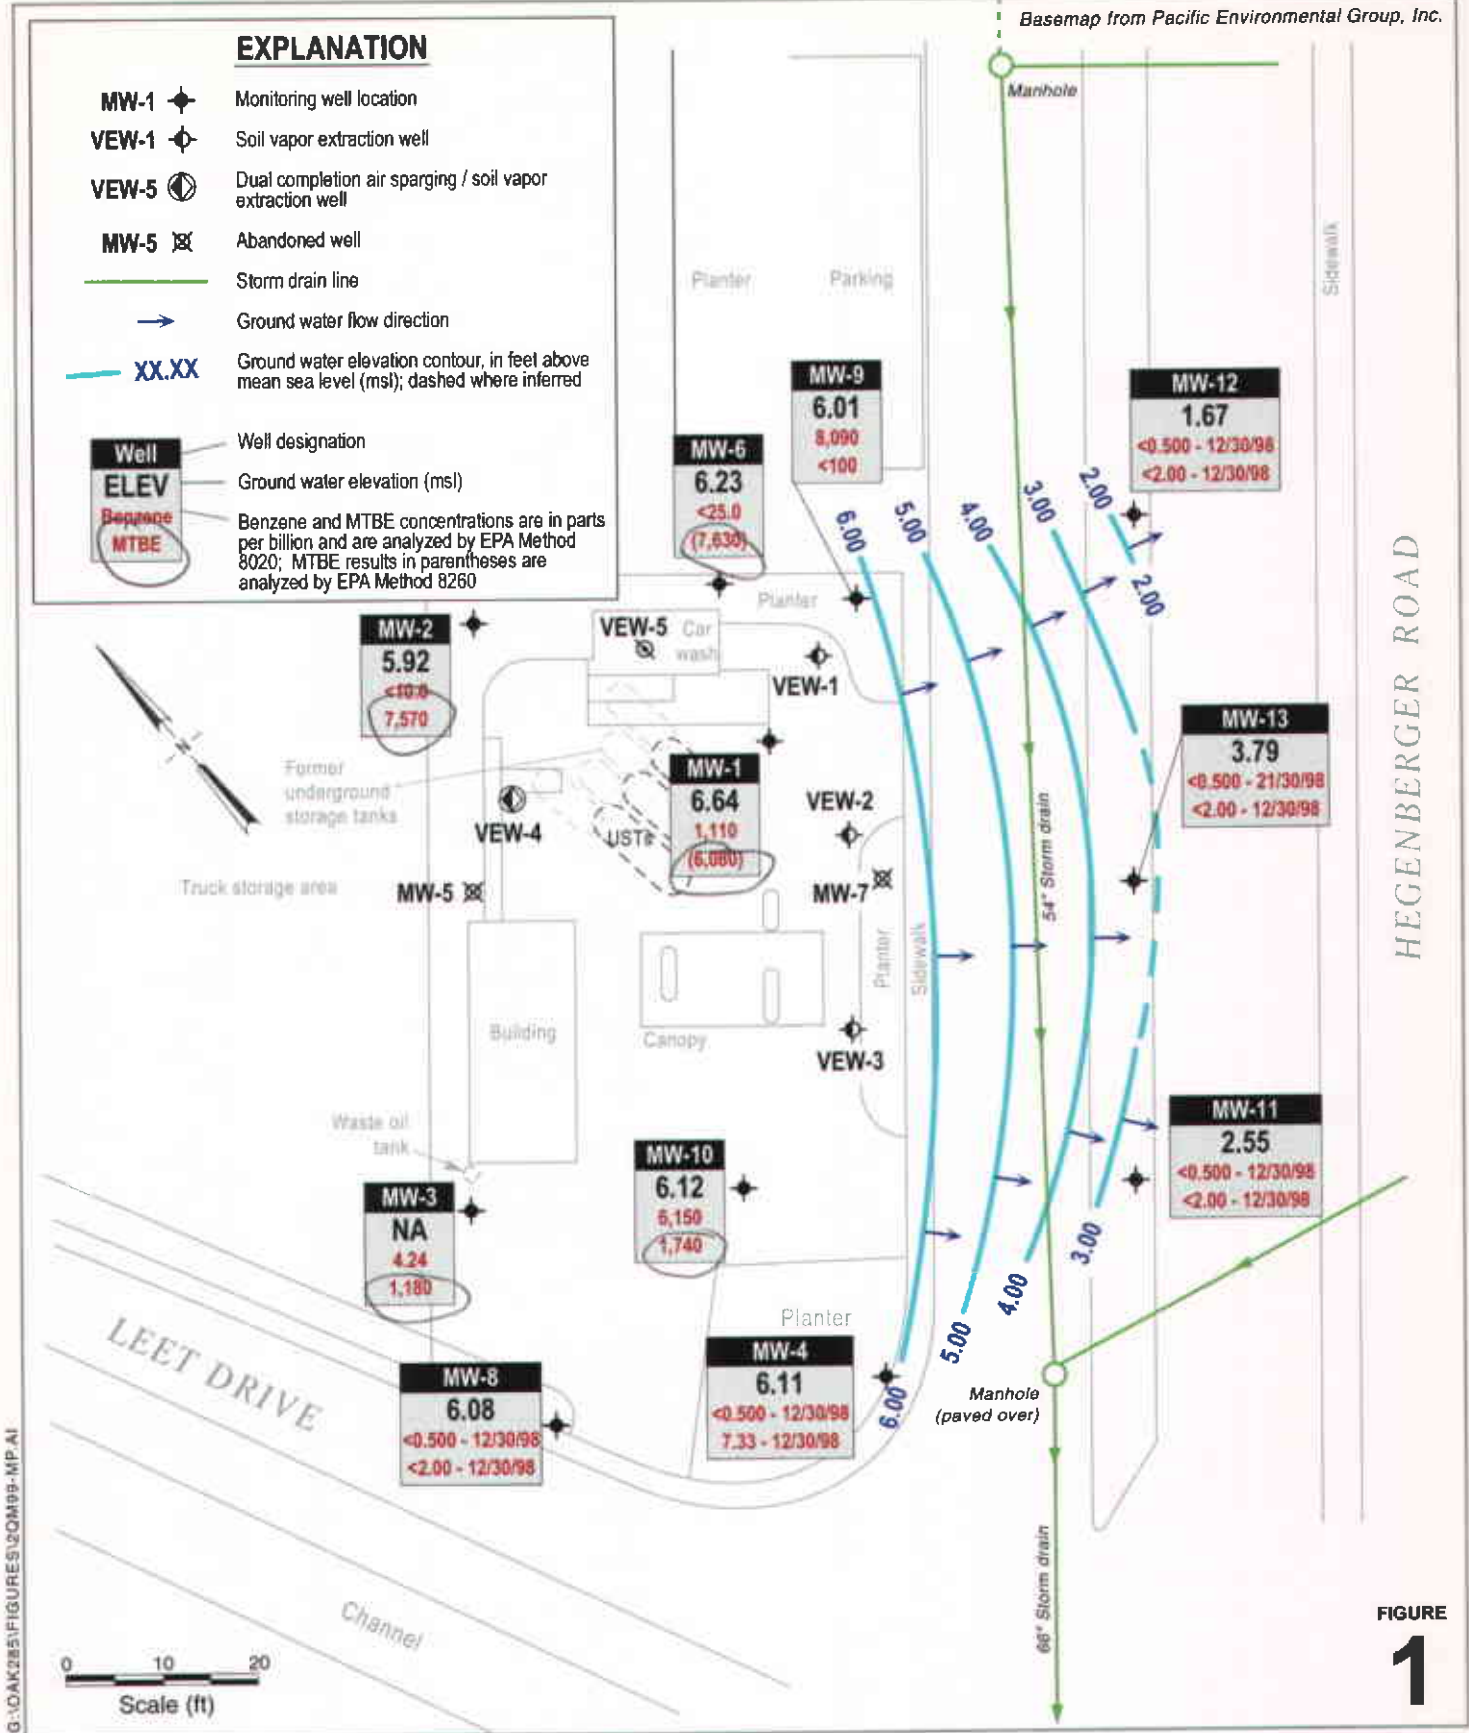 Basemap from Pacific Environmental Group, Inc.
EXPLANATION
MW-1 Monitoring well location
VEW-1 Soil vapor extraction well
VEW-5 Dual completion air sparging / soil vapor
extraction well
MW-5 Abandoned well
Storm drain line
Ground water flow direction
XX.XX Ground water elevation contour, in feet above
mean sea level (msl); dashed where inferred
Well
ELEV
Benzene
MTBE
Well designation
Ground water elevation (msl)
Benzene and MTBE concentrations are in parts
per billion and are analyzed by EPA Method
8020; MTBE results in parentheses are
analyzed by EPA Method 8260
Manhole
Sidewalk
Planter
Parking
MW-9
6.01
8,090
<100
MW-12
1.67
<0.500 - 12/30/98
<2.00 - 12/30/98
MW-6
6.23
<25.0
(7,630)
6.00
5.00
4.00
3.00
2.00
2.00
Planter
MW-2
5.92
<10.0
7,570
VEW-5
Car
wash
VEW-1
N
HEGENBERGER ROAD
MW-13
3.79
<0.500 - 21/30/98
<2.00 - 12/30/98
Former
underground
storage tanks
MW-1
6.64
1,110
(6,080)
VEW-4
USTs
VEW-2
Truck storage area
MW-5
MW-7
54" Storm drain
Planter
Sidewalk
Building
Canopy
VEW-3
Waste oil
tank
MW-11
2.55
<0.500 - 12/30/98
<2.00 - 12/30/98
MW-10
6.12
6,150
1,740
MW-3
NA
4.24
1,180
3.00
4.00
5.00
6.00
Planter
LEET DRIVE
MW-4
6.11
<0.500 - 12/30/98
7.33 - 12/30/98
MW-8
6.08
<0.500 - 12/30/98
<2.00 - 12/30/98
Manhole
(paved over)
66" Storm drain
Channel
0 10 20
Scale (ft)
FIGURE
1
G:\OAK285\FIGURES\2QM99-MP.AI